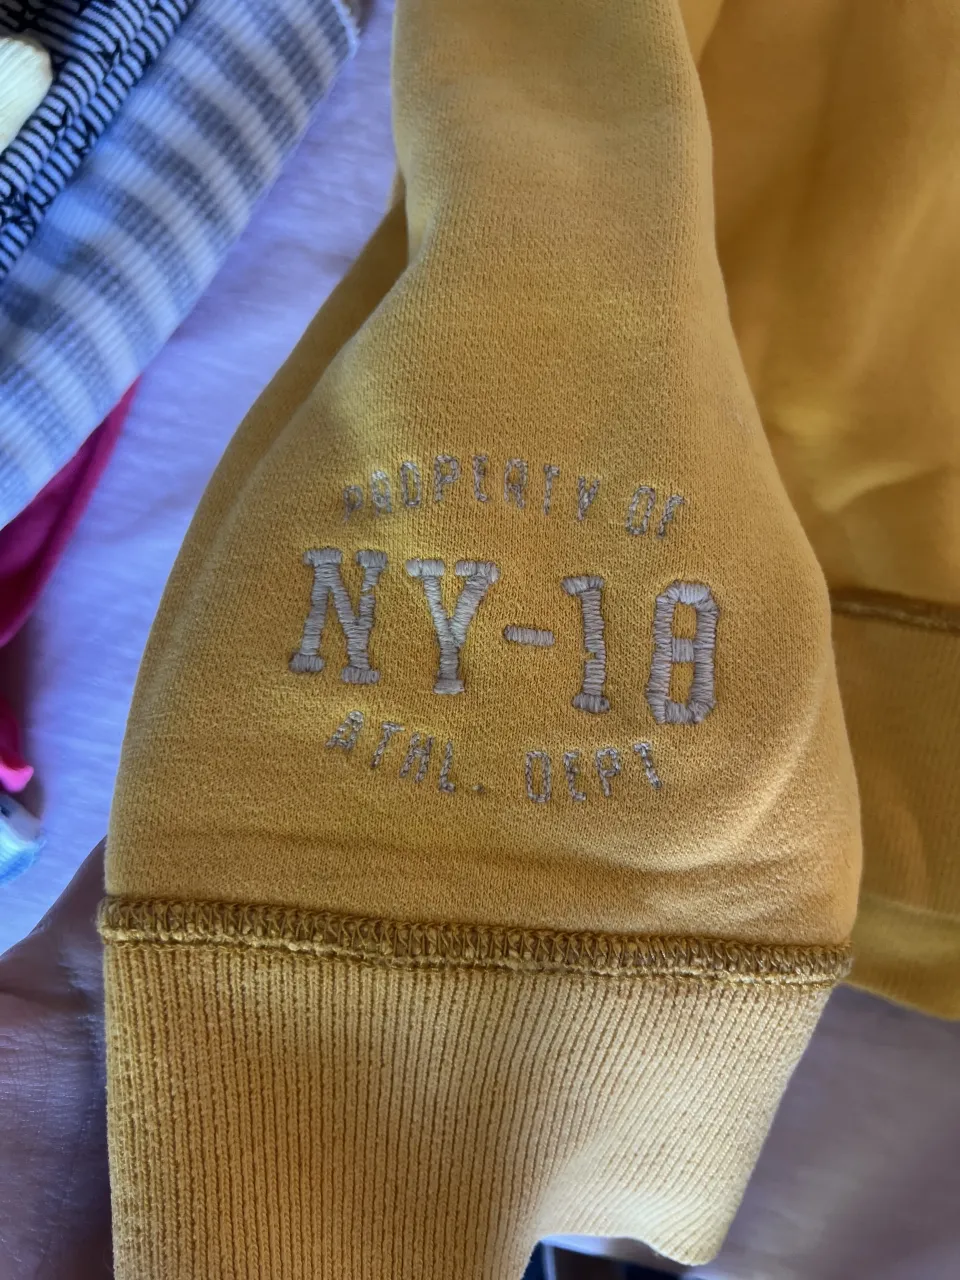 PROPERTY OF
NY-18
ATHL. DEPT